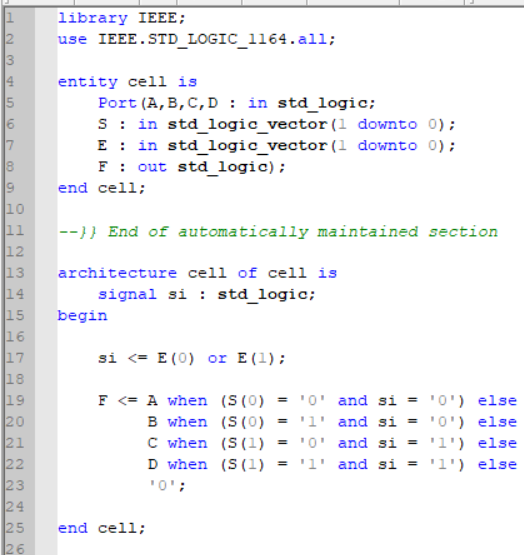 1 library IEEE;
2 use IEEE.STD_LOGIC_1164.all;
3
4 entity cell is
5 Port(A,B,C,D : in std_logic;
6 S : in std_logic_vector(1 downto 0);
7 E : in std_logic_vector(1 downto 0);
8 F : out std_logic);
9 end cell;
10
11 --}} End of automatically maintained section
12
13 architecture cell of cell is
14 signal si : std_logic;
15 begin
16
17 si <= E(0) or E(1);
18
19 F <= A when (S(0) = '0' and si = '0') else
20 B when (S(0) = '1' and si = '0') else
21 C when (S(1) = '0' and si = '1') else
22 D when (S(1) = '1' and si = '1') else
23 '0';
24
25 end cell;
26